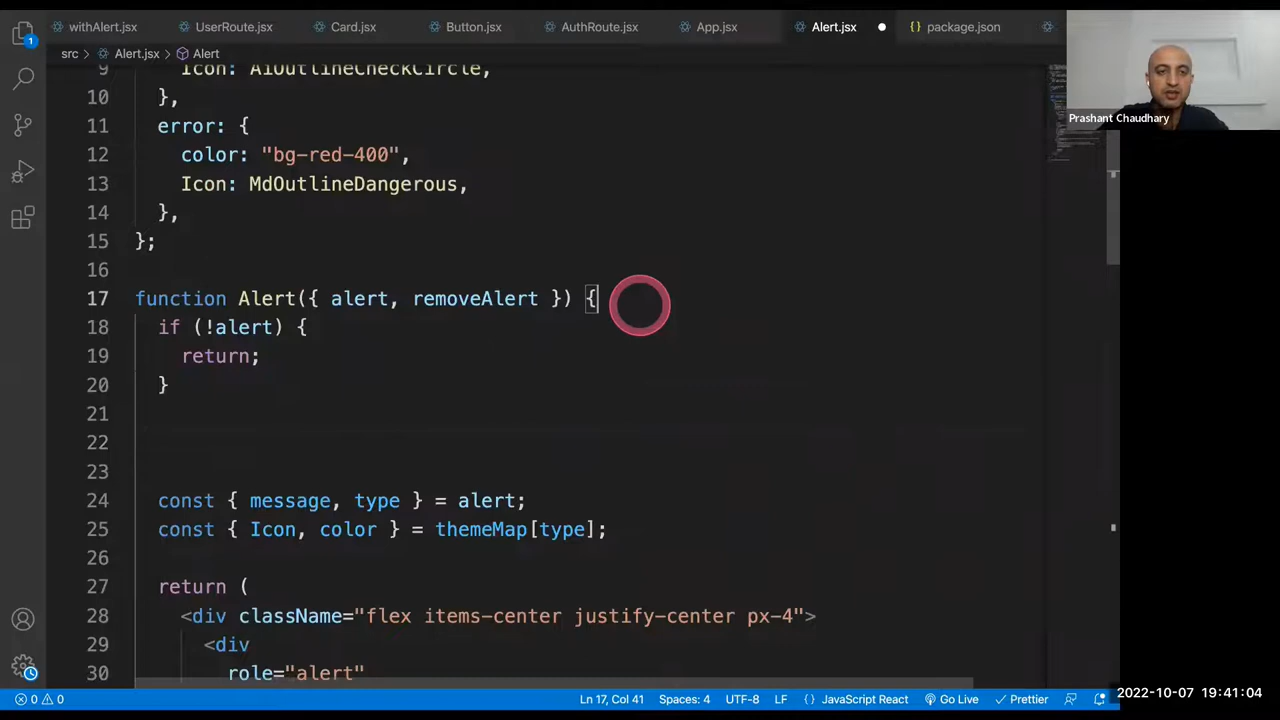 withAlert.jsx UserRoute.jsx Card.jsx Button.jsx AuthRoute.jsx App.jsx Alert.jsx package.json
src Alert.jsx Alert
9 Icon: AiOutlineCheckCircle,
10 },
11 error: {
12 color: "bg-red-400",
13 Icon: MdOutlineDangerous,
14 },
15 };
16
17 function Alert({ alert, removeAlert }) {
18 if (!alert) {
19 return;
20 }
21
22
23
24 const { message, type } = alert;
25 const { Icon, color } = themeMap[type];
26
27 return (
28 <div className="flex items-center justify-center px-4">
29 <div
30 role="alert"
1
Prashant Chaudhary
0 0 Ln 17, Col 41 Spaces: 4 UTF-8 LF { } JavaScript React Go Live Prettier
2022-10-07 19:41:04